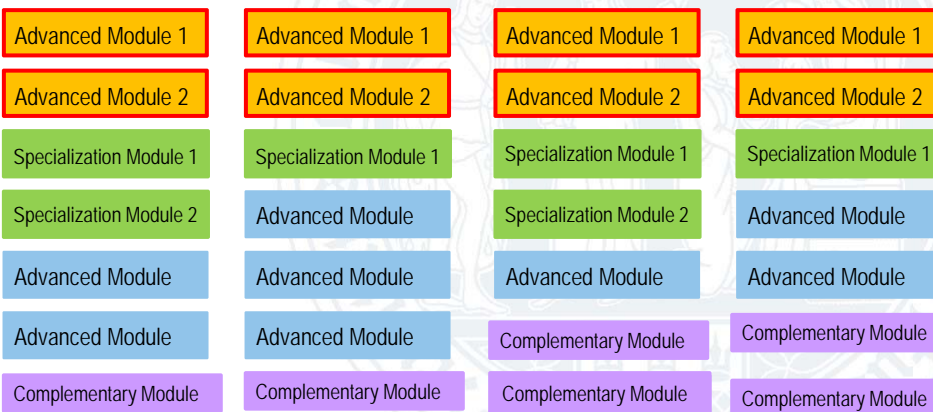 Advanced Module 1
Advanced Module 2
Specialization Module 1
Specialization Module 2
Advanced Module
Advanced Module
Complementary Module
Advanced Module 1
Advanced Module 2
Specialization Module 1
Advanced Module
Advanced Module
Advanced Module
Complementary Module
Advanced Module 1
Advanced Module 2
Specialization Module 1
Specialization Module 2
Advanced Module
Complementary Module
Complementary Module
Advanced Module 1
Advanced Module 2
Specialization Module 1
Advanced Module
Advanced Module
Complementary Module
Complementary Module